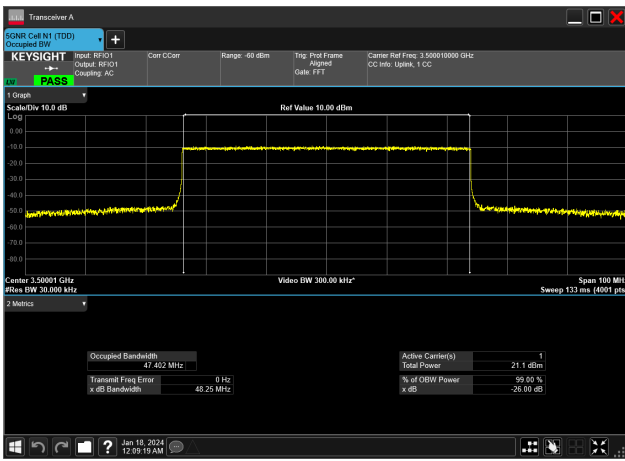 Transceiver A
5GNR Cell N1 (TDD)
Occupied BW
KEYSIGHT
PASS
Input: RFIO1
Output: RFIO1
Coupling: AC
Corr CCorr
Range: -60 dBm
Trig: Prot Frame
Aligned
Gate: FFT
Carrier Ref Freq: 3.500010000 GHz
CC Info: Uplink, 1 CC
1 Graph
Scale/Div 10.0 dB
Ref Value 10.00 dBm
Log
0.00
-10.0
-20.0
-30.0
-40.0
-50.0
-60.0
-70.0
-80.0
Center 3.50001 GHz
Video BW 300.00 kHz*
Span 100 MHz
#Res BW 30.000 kHz
Sweep 133 ms (4001 pts
2 Metrics
Occupied Bandwidth
47.402 MHz
Transmit Freq Error 0 Hz
x dB Bandwidth 48.25 MHz
Active Carrier(s) 1
Total Power 21.1 dBm
% of OBW Power 99.00 %
x dB -26.00 dB
?
Jan 18, 2024
12:09:19 AM